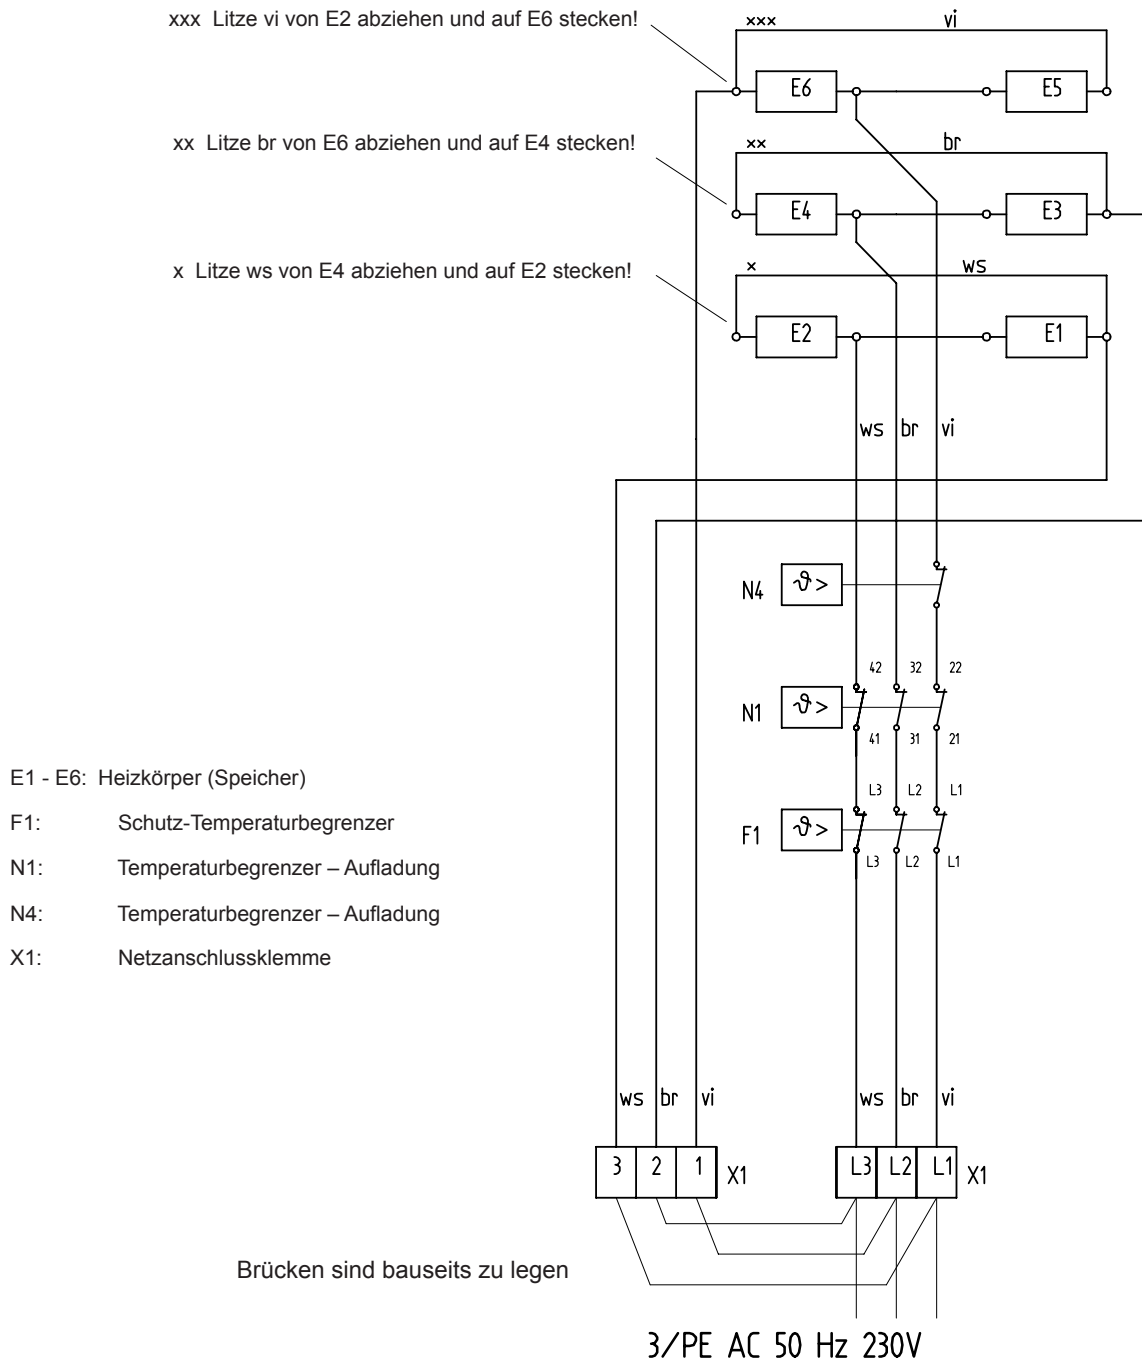 xxx Litze vi von E2 abziehen und auf E6 stecken!
××× vi
E6 E5
xx Litze br von E6 abziehen und auf E4 stecken!
×× br
E4 E3
x Litze ws von E4 abziehen und auf E2 stecken!
× ws
E2 E1
ws br vi
N4 ϑ>
42 32 22
N1 ϑ>
41 31 21
E1 - E6: Heizkörper (Speicher)
L3 L2 L1
F1: Schutz-Temperaturbegrenzer
F1 ϑ>
L3 L2 L1
N1: Temperaturbegrenzer – Aufladung
N4: Temperaturbegrenzer – Aufladung
X1: Netzanschlussklemme
ws br vi ws br vi
3 2 1 X1 L3 L2 L1 X1
Brücken sind bauseits zu legen
3/PE AC 50 Hz 230V